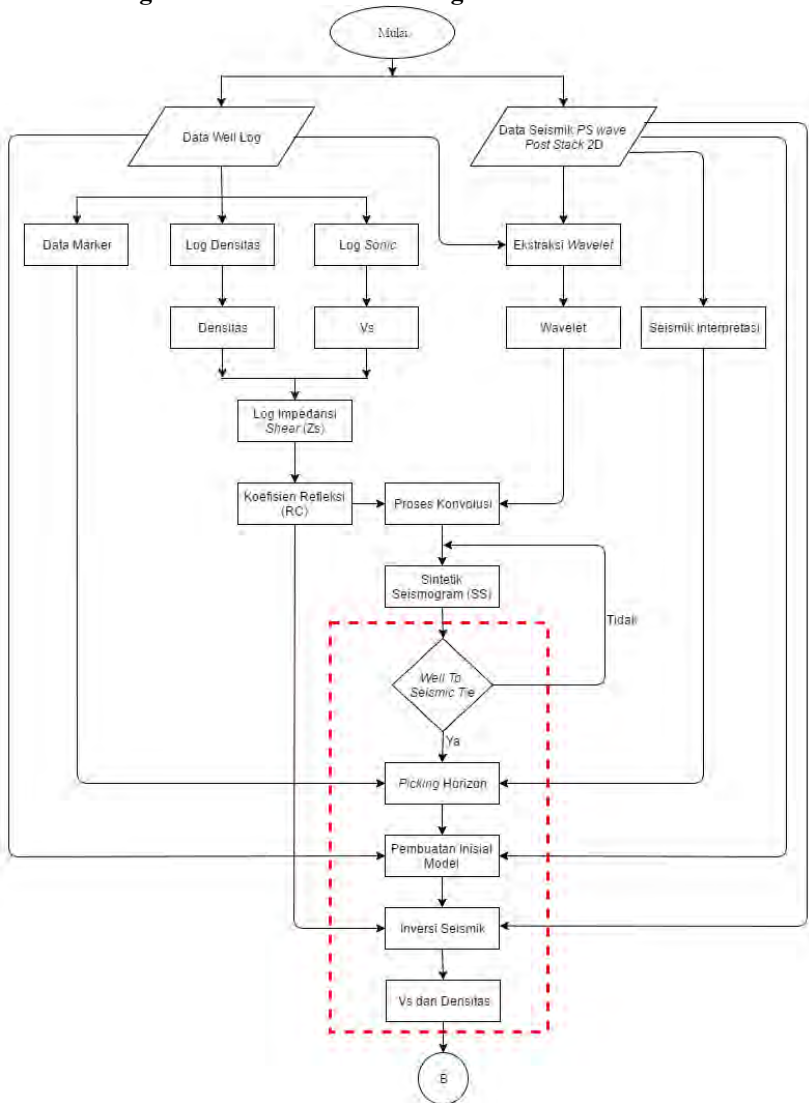 Mulai
Data Well Log
Data Seismik PS wave
Post Stack 2D
Data Marker
Log Densitas
Log Sonic
Ekstraksi Wavelet
Densitas
Vs
Wavelet
Seismik Interpretasi
Log Impedansi
Shear (Zs)
Koefisien Refleksi
(RC)
Proses Konvolusi
Sintetik
Seismogram (SS)
Tidak
Well To
Seismic Tie
Ya
Picking Horizon
Pembuatan Inisial
Model
Inversi Seismik
Vs dan Densitas
B